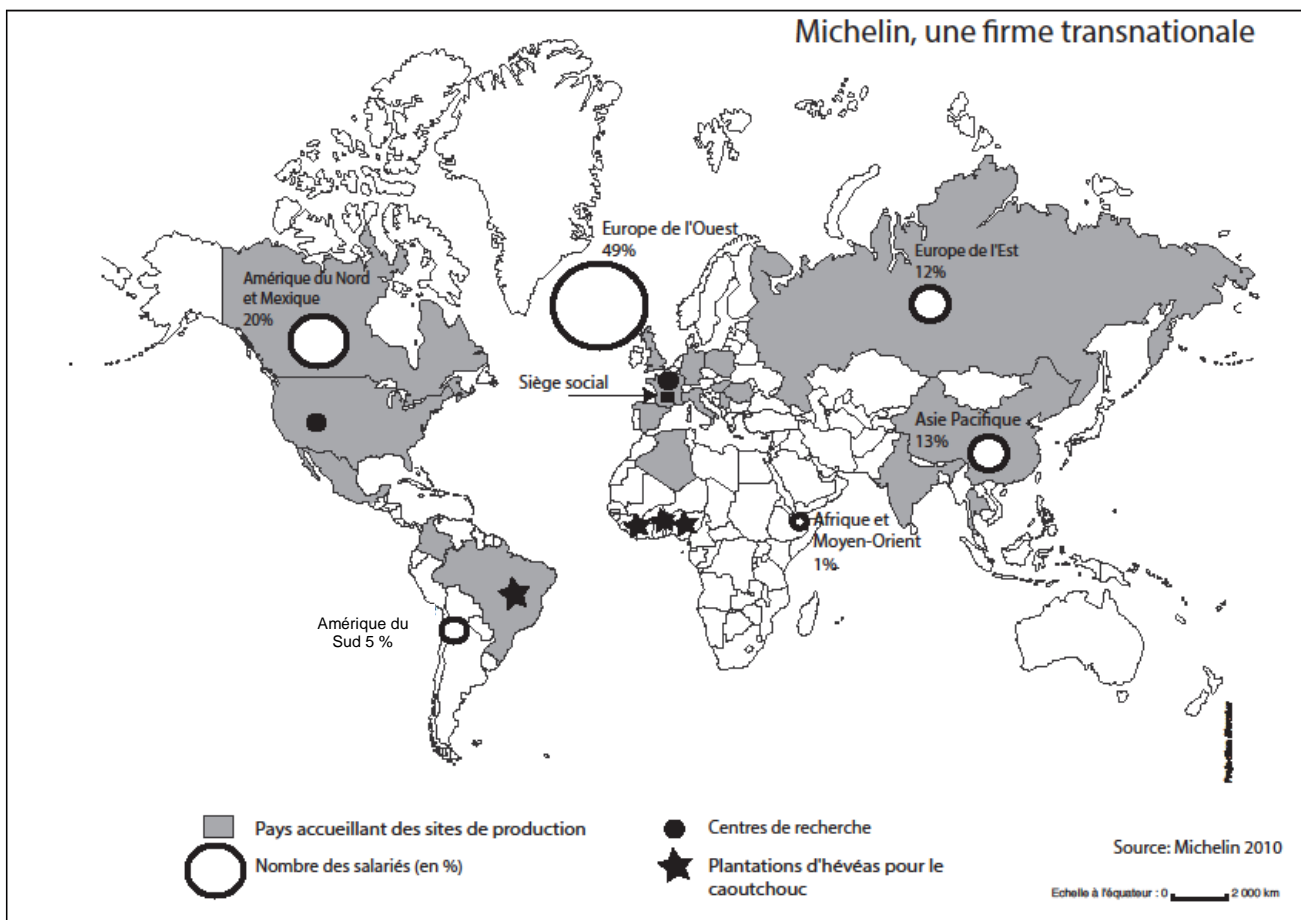 Michelin, une firme transnationale
Europe de l'Ouest
49%
Europe de l'Est
12%
Amérique du Nord
et Mexique
20%
Siège social
Asie Pacifique
13%
Afrique et
Moyen-Orient
1%
Amérique du
Sud 5 %
Pays accueillant des sites de production
Nombre des salariés (en %)
Centres de recherche
Plantations d'hévéas pour le
caoutchouc
Source: Michelin 2010
Echelle à l'équateur : 0 2 000 km
Projection